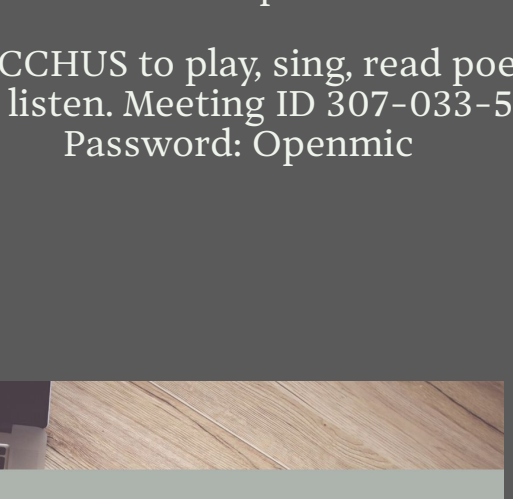 CCHUS to play, sing, read poe
listen. Meeting ID 307-033-5
Password: Openmic